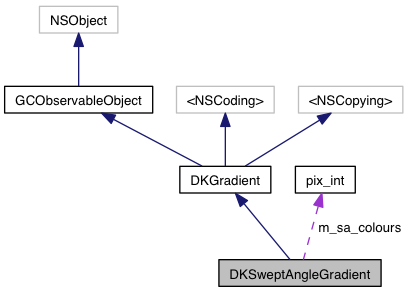 NSObject
GCObservableObject
<NSCoding>
<NSCopying>
DKGradient
pix_int
m_sa_colours
DKSweptAngleGradient